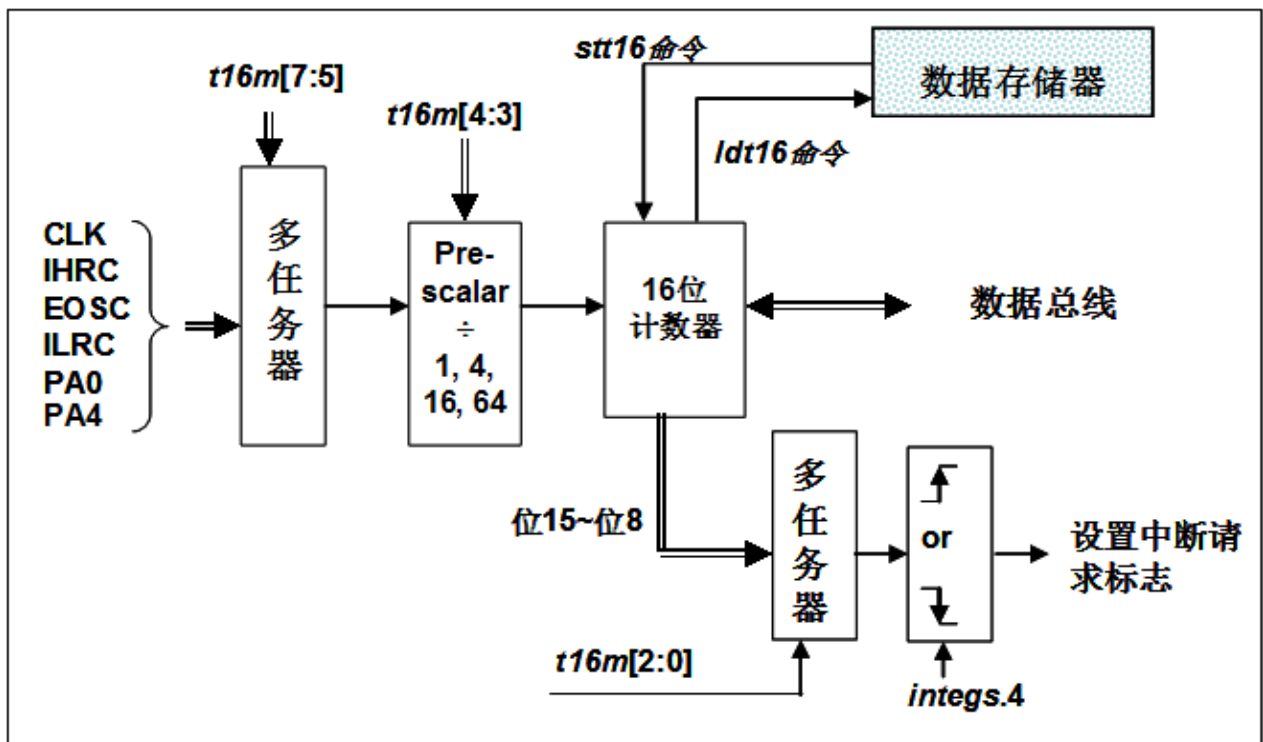 stt16命令
数据存储器
t16m[7:5]
t16m[4:3]
ldt16命令
CLK
IHRC
EOSC
ILRC
PA0
PA4
多
任
务
器
Pre-
scalar
÷
1, 4,
16, 64
16位
计数器
数据总线
位15~位8
多
任
务
器
or
设置中断请
求标志
t16m[2:0]
integs.4